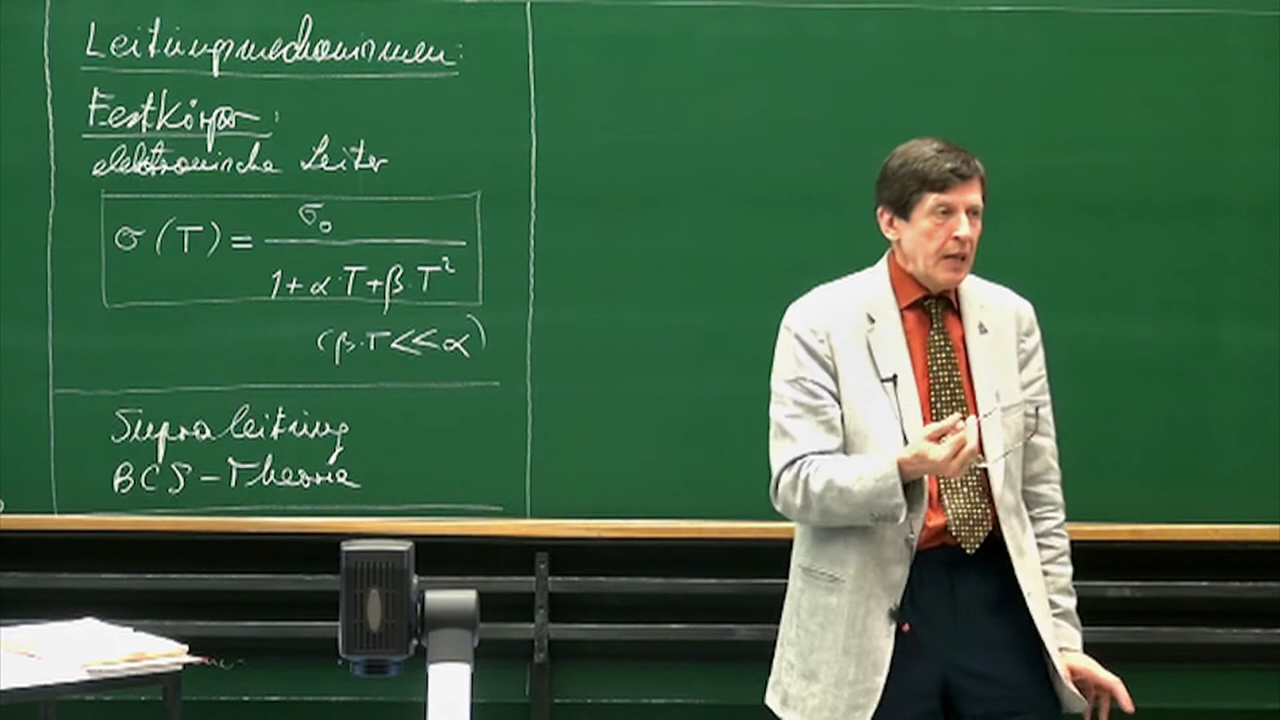 Leitungsmechanismen:
Festkörper:
elektronische Leiter
σ(T) = σ₀ / 1+α·T+β·T²
(β·T<<α)
Supraleitung
BCS-Theorie